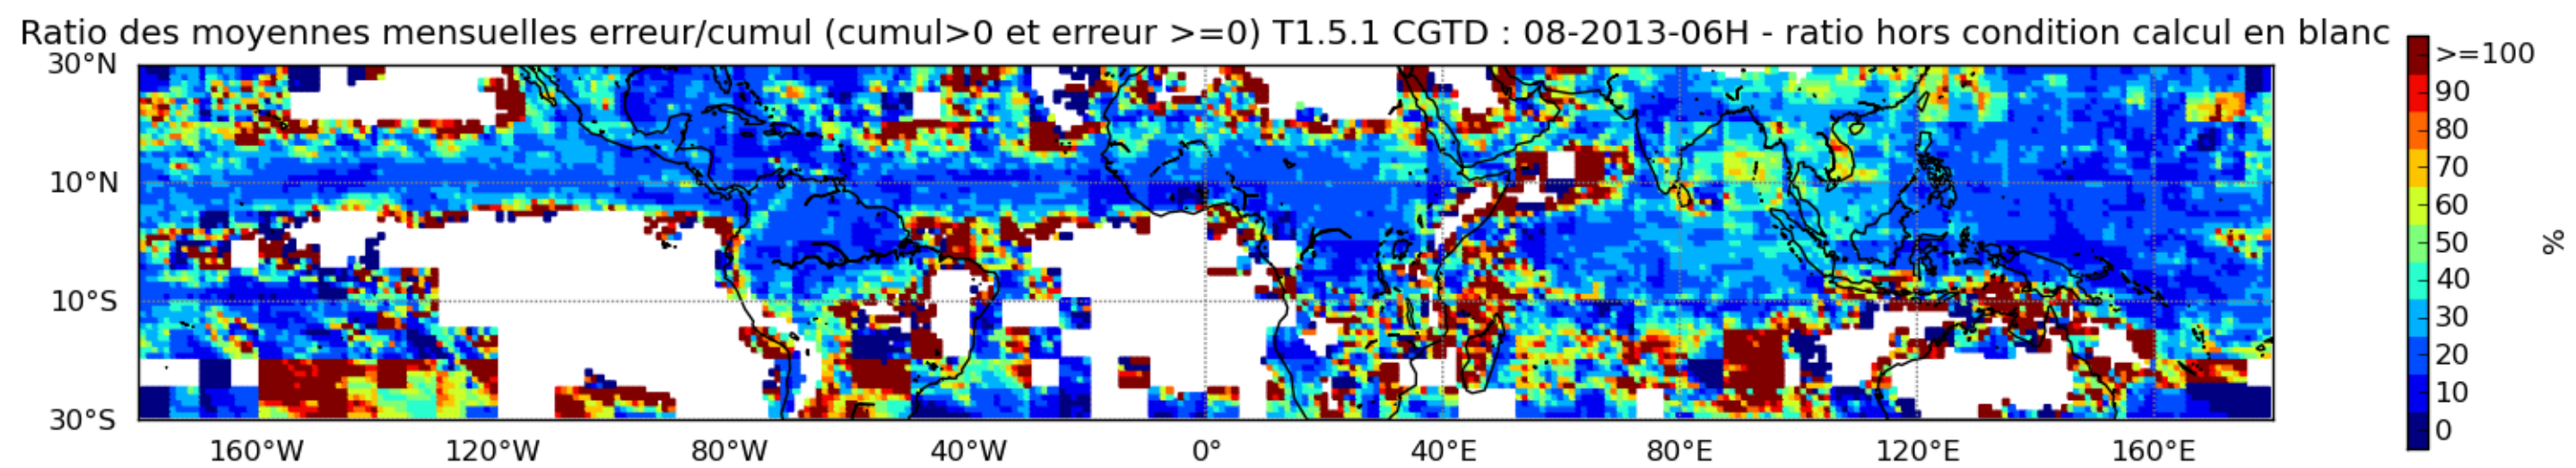 Ratio des moyennes mensuelles erreur/cumul (cumul>0 et erreur >=0) T1.5.1 CGTD : 08-2013-06H - ratio hors condition calcul en blanc
30°N
10°N
10°S
30°S
160°W 120°W 80°W 40°W 0° 40°E 80°E 120°E 160°E
>=100
90
80
70
60
50
40
30
20
10
0
%